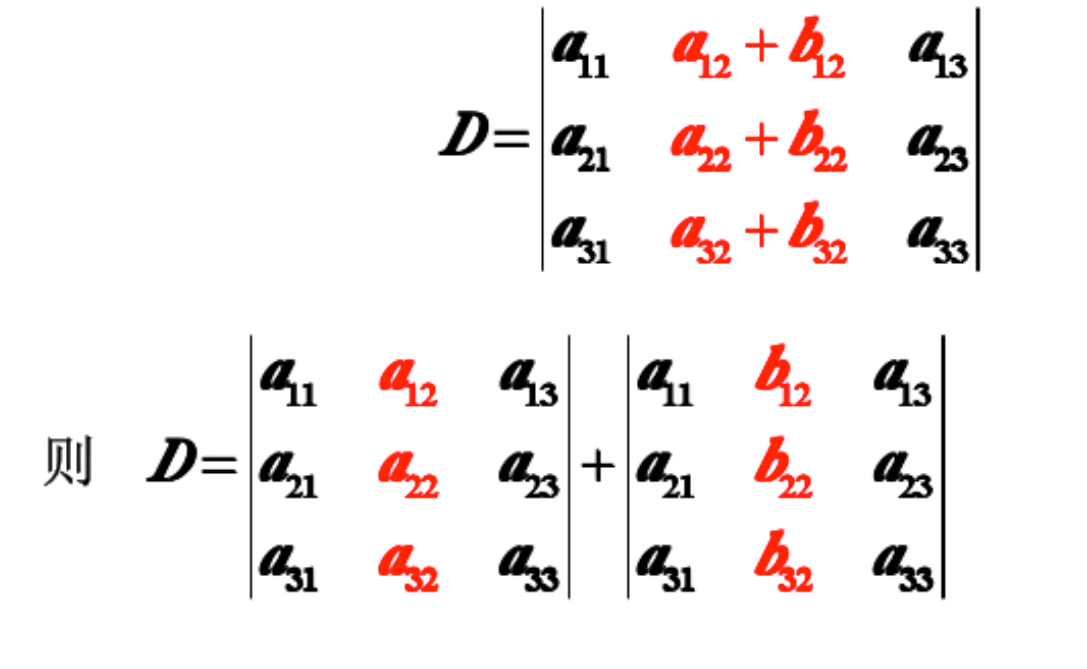 a₁₁ a₁₂ + b₁₂ a₁₃
D= a₂₁ a₂₂ + b₂₂ a₂₃
a₃₁ a₃₂ + b₃₂ a₃₃
|a₁₁ a₁₂ a₁₃| |a₁₁ b₁₂ a₁₃|
则 D= |a₂₁ a₂₂ a₂₃| + |a₂₁ b₂₂ a₂₃|
|a₃₁ a₃₂ a₃₃| |a₃₁ b₃₂ a₃₃|